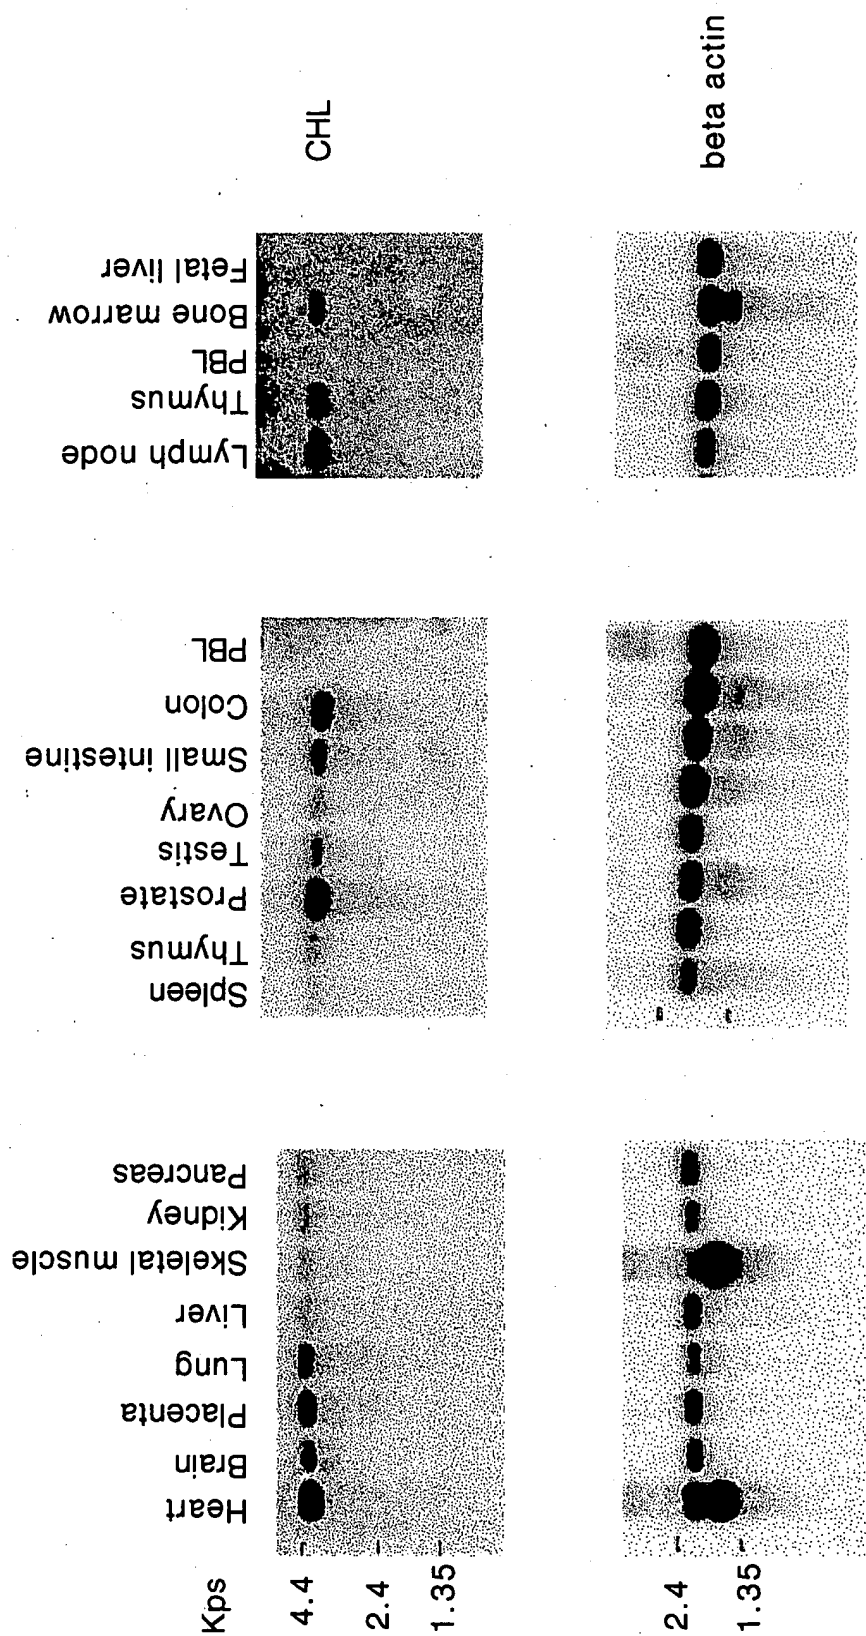 Kps
4.4
2.4
1.35
Heart
Brain
Placenta
Lung
Liver
Skeletal muscle
Kidney
Pancreas
Spleen
Thymus
Prostate
Testis
Ovary
Small intestine
Colon
PBL
Lymph node
Thymus
PBL
Bone marrow
Fetal liver
CHL
2.4
1.35
beta actin